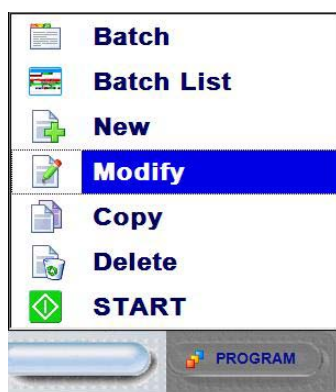 Batch
Batch List
New
Modify
Copy
Delete
START
PROGRAM